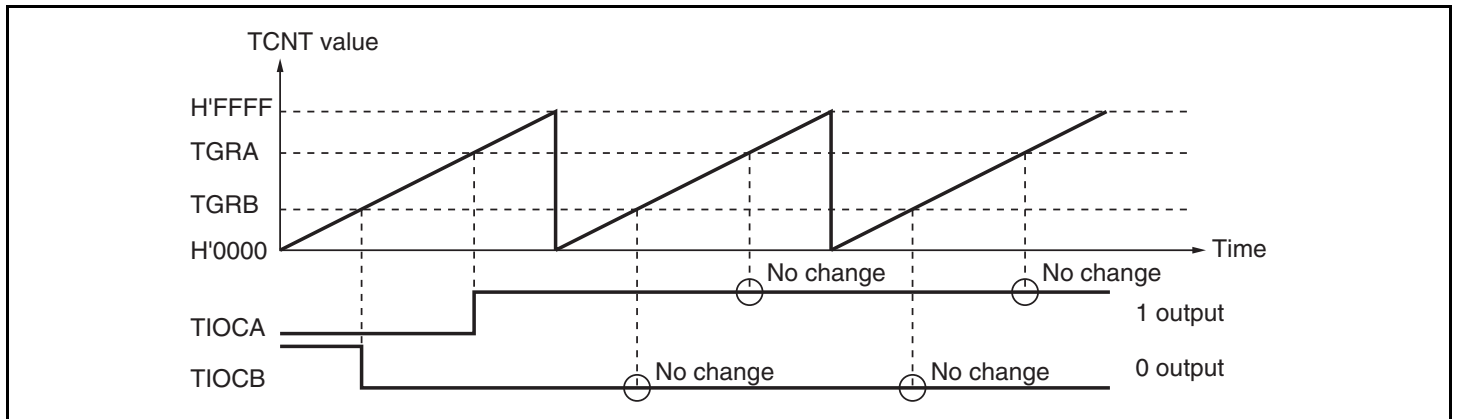 TCNT value
H'FFFF
TGRA
TGRB
H'0000
Time
No change
No change
1 output
TIOCA
No change
No change
0 output
TIOCB